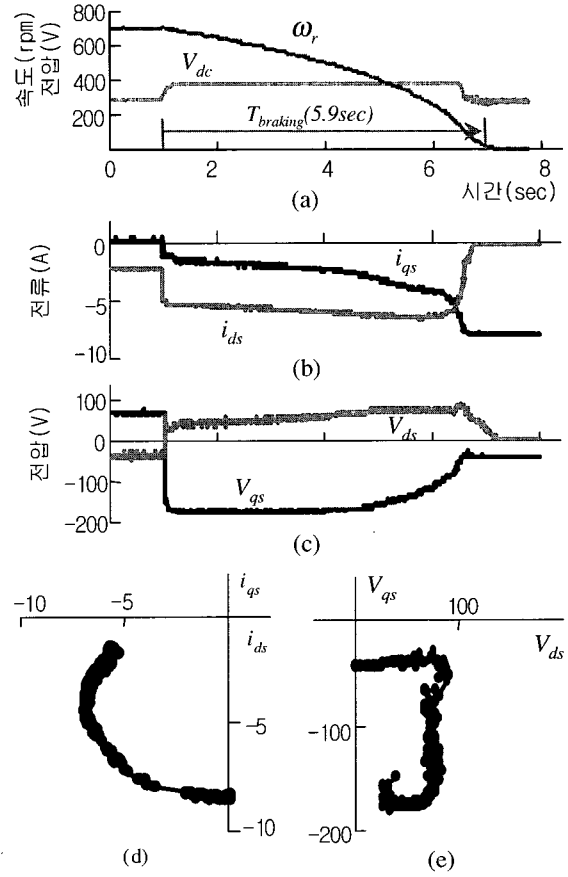 속도(rpm)
전압(V)
800
600
400
200
ω_r
V_dc
T_braking(5.9sec)
0 2 4 6 8
시간(sec)
(a)
전류(A)
0
-5
-10
i_qs
i_ds
(b)
전압(V)
100
0
-100
-200
V_ds
V_qs
(c)
-10 -5
i_qs
i_ds
-5
-10
(d)
V_qs
100
V_ds
-100
-200
(e)